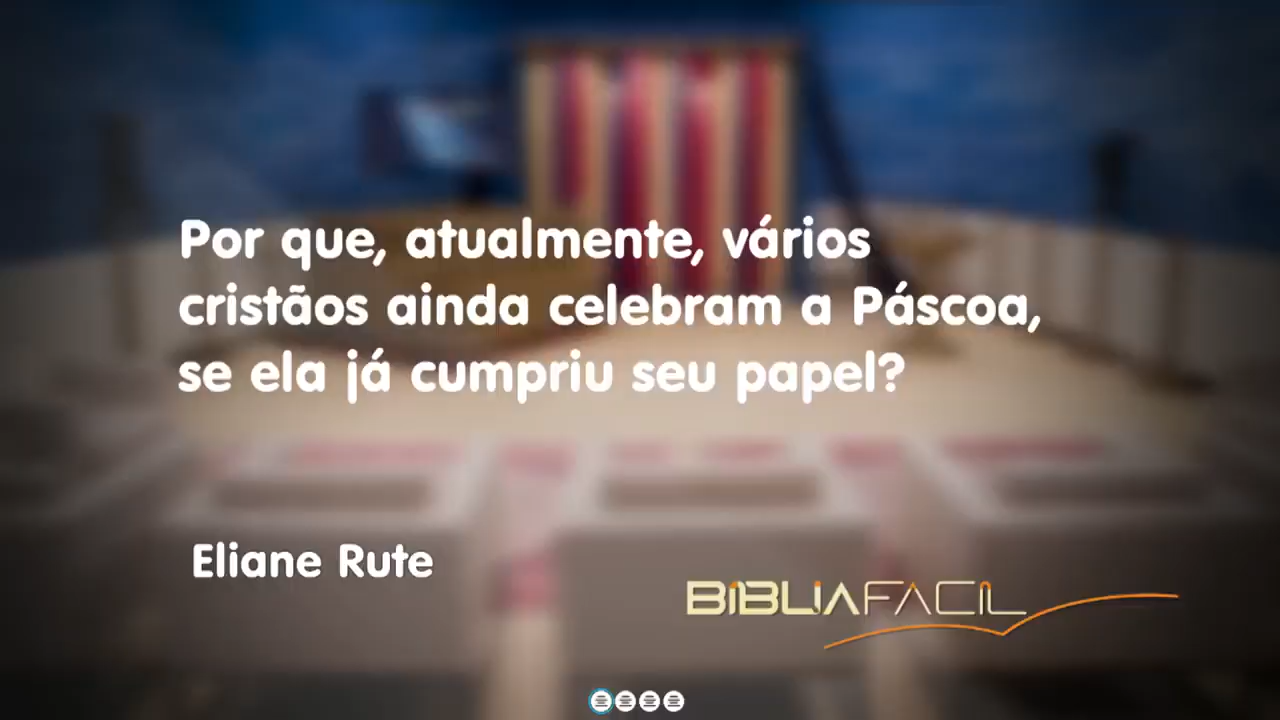 Por que, atualmente, vários
cristãos ainda celebram a Páscoa,
se ela já cumpriu seu papel?
Eliane Rute
BÍBLIAFACIL